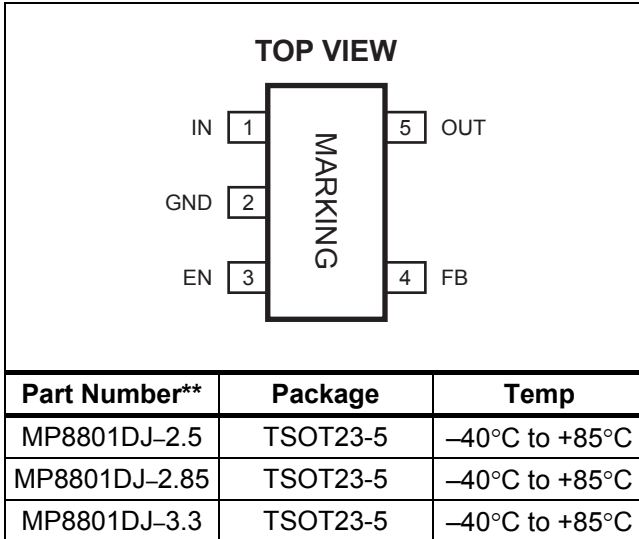 TOP VIEW
IN 1 5 OUT
MARKING
GND 2
EN 3 4 FB
Part Number** Package Temp
MP8801DJ–2.5 TSOT23-5 –40°C to +85°C
MP8801DJ–2.85 TSOT23-5 –40°C to +85°C
MP8801DJ–3.3 TSOT23-5 –40°C to +85°C